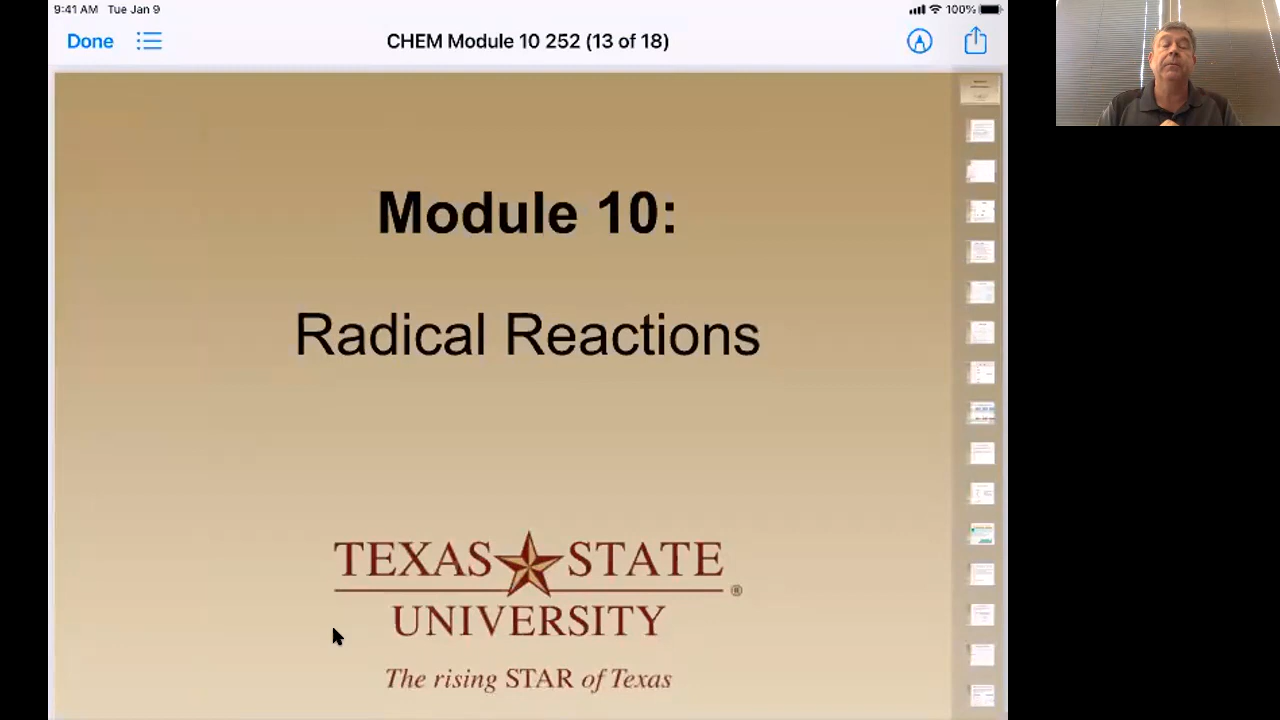 9:41 AM Tue Jan 9
100%
Done
CHEM Module 10 252 (13 of 18)
Module 10:
Radical Reactions
TEXAS STATE
®
UNIVERSITY
The rising STAR of Texas